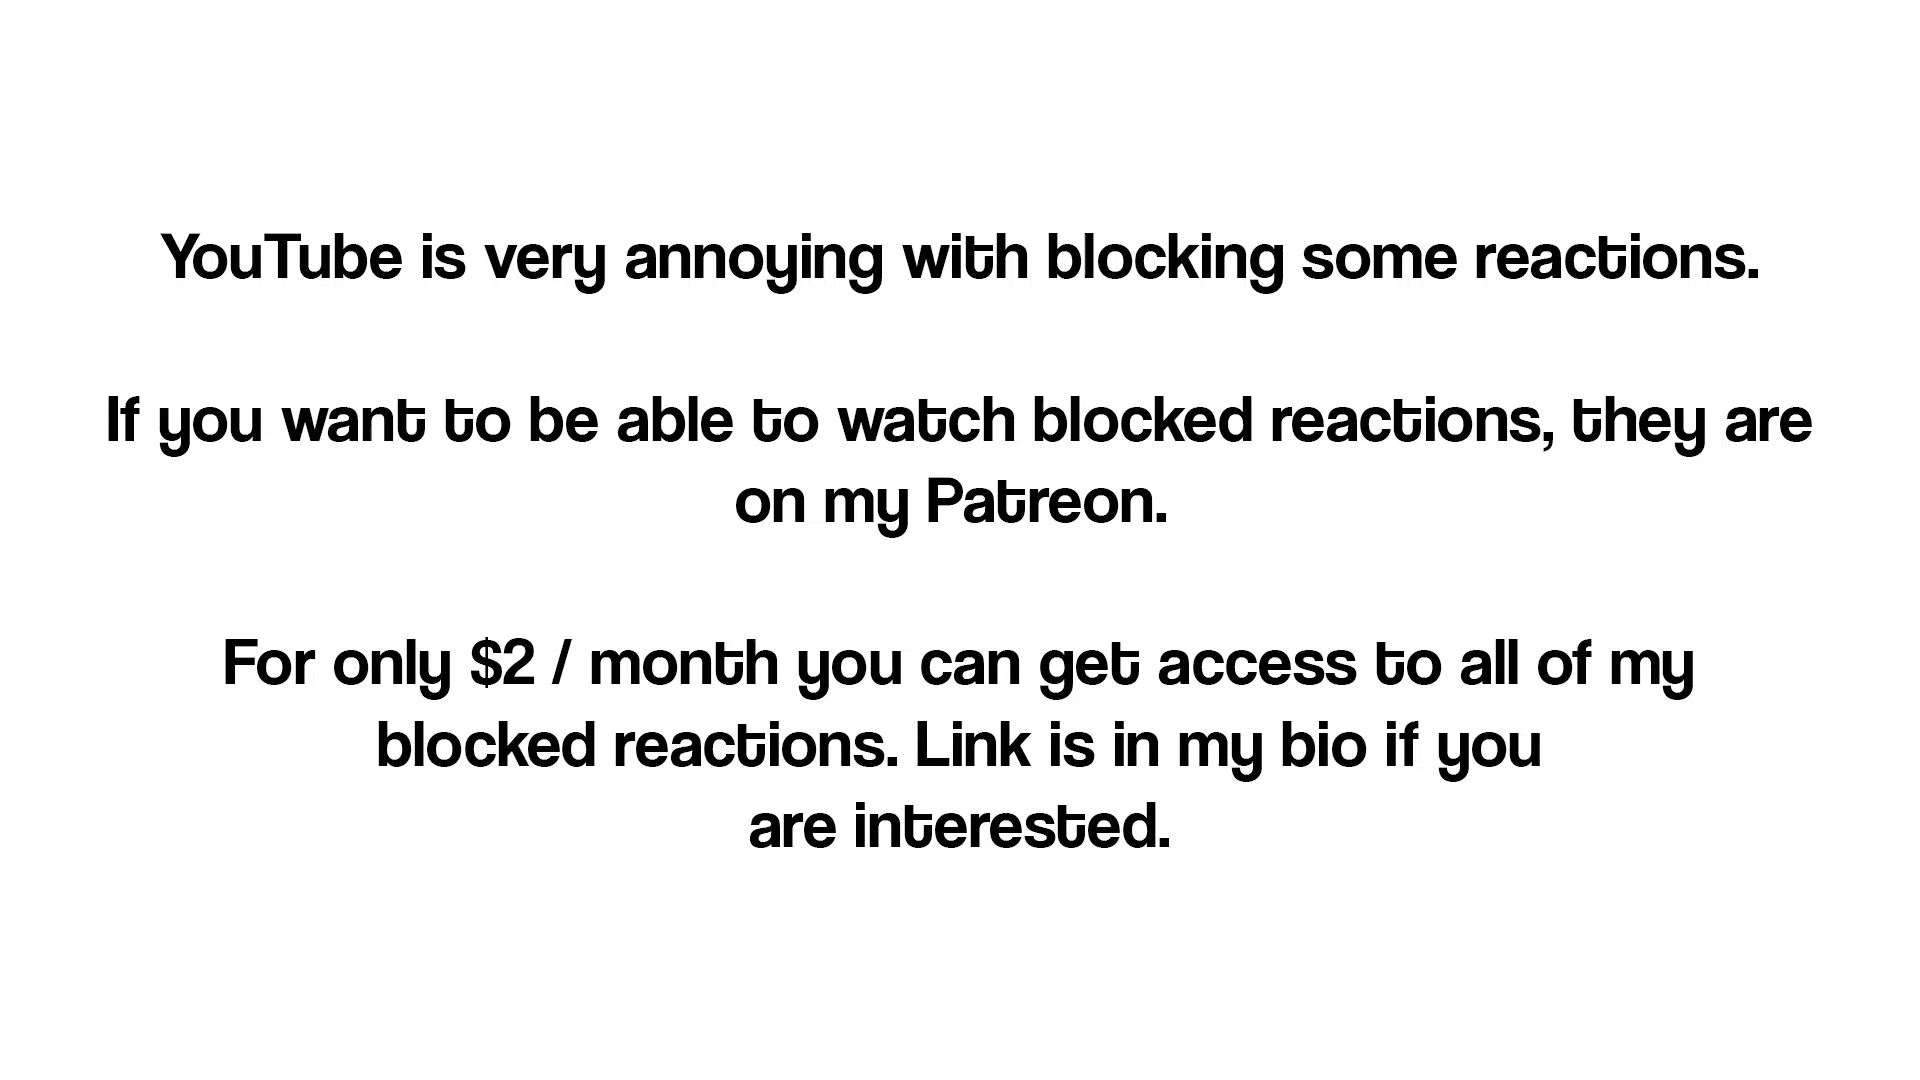 YouTube is very annoying with blocking some reactions.
If you want to be able to watch blocked reactions, they are
on my Patreon.
For only $2 / month you can get access to all of my
blocked reactions. Link is in my bio if you
are interested.